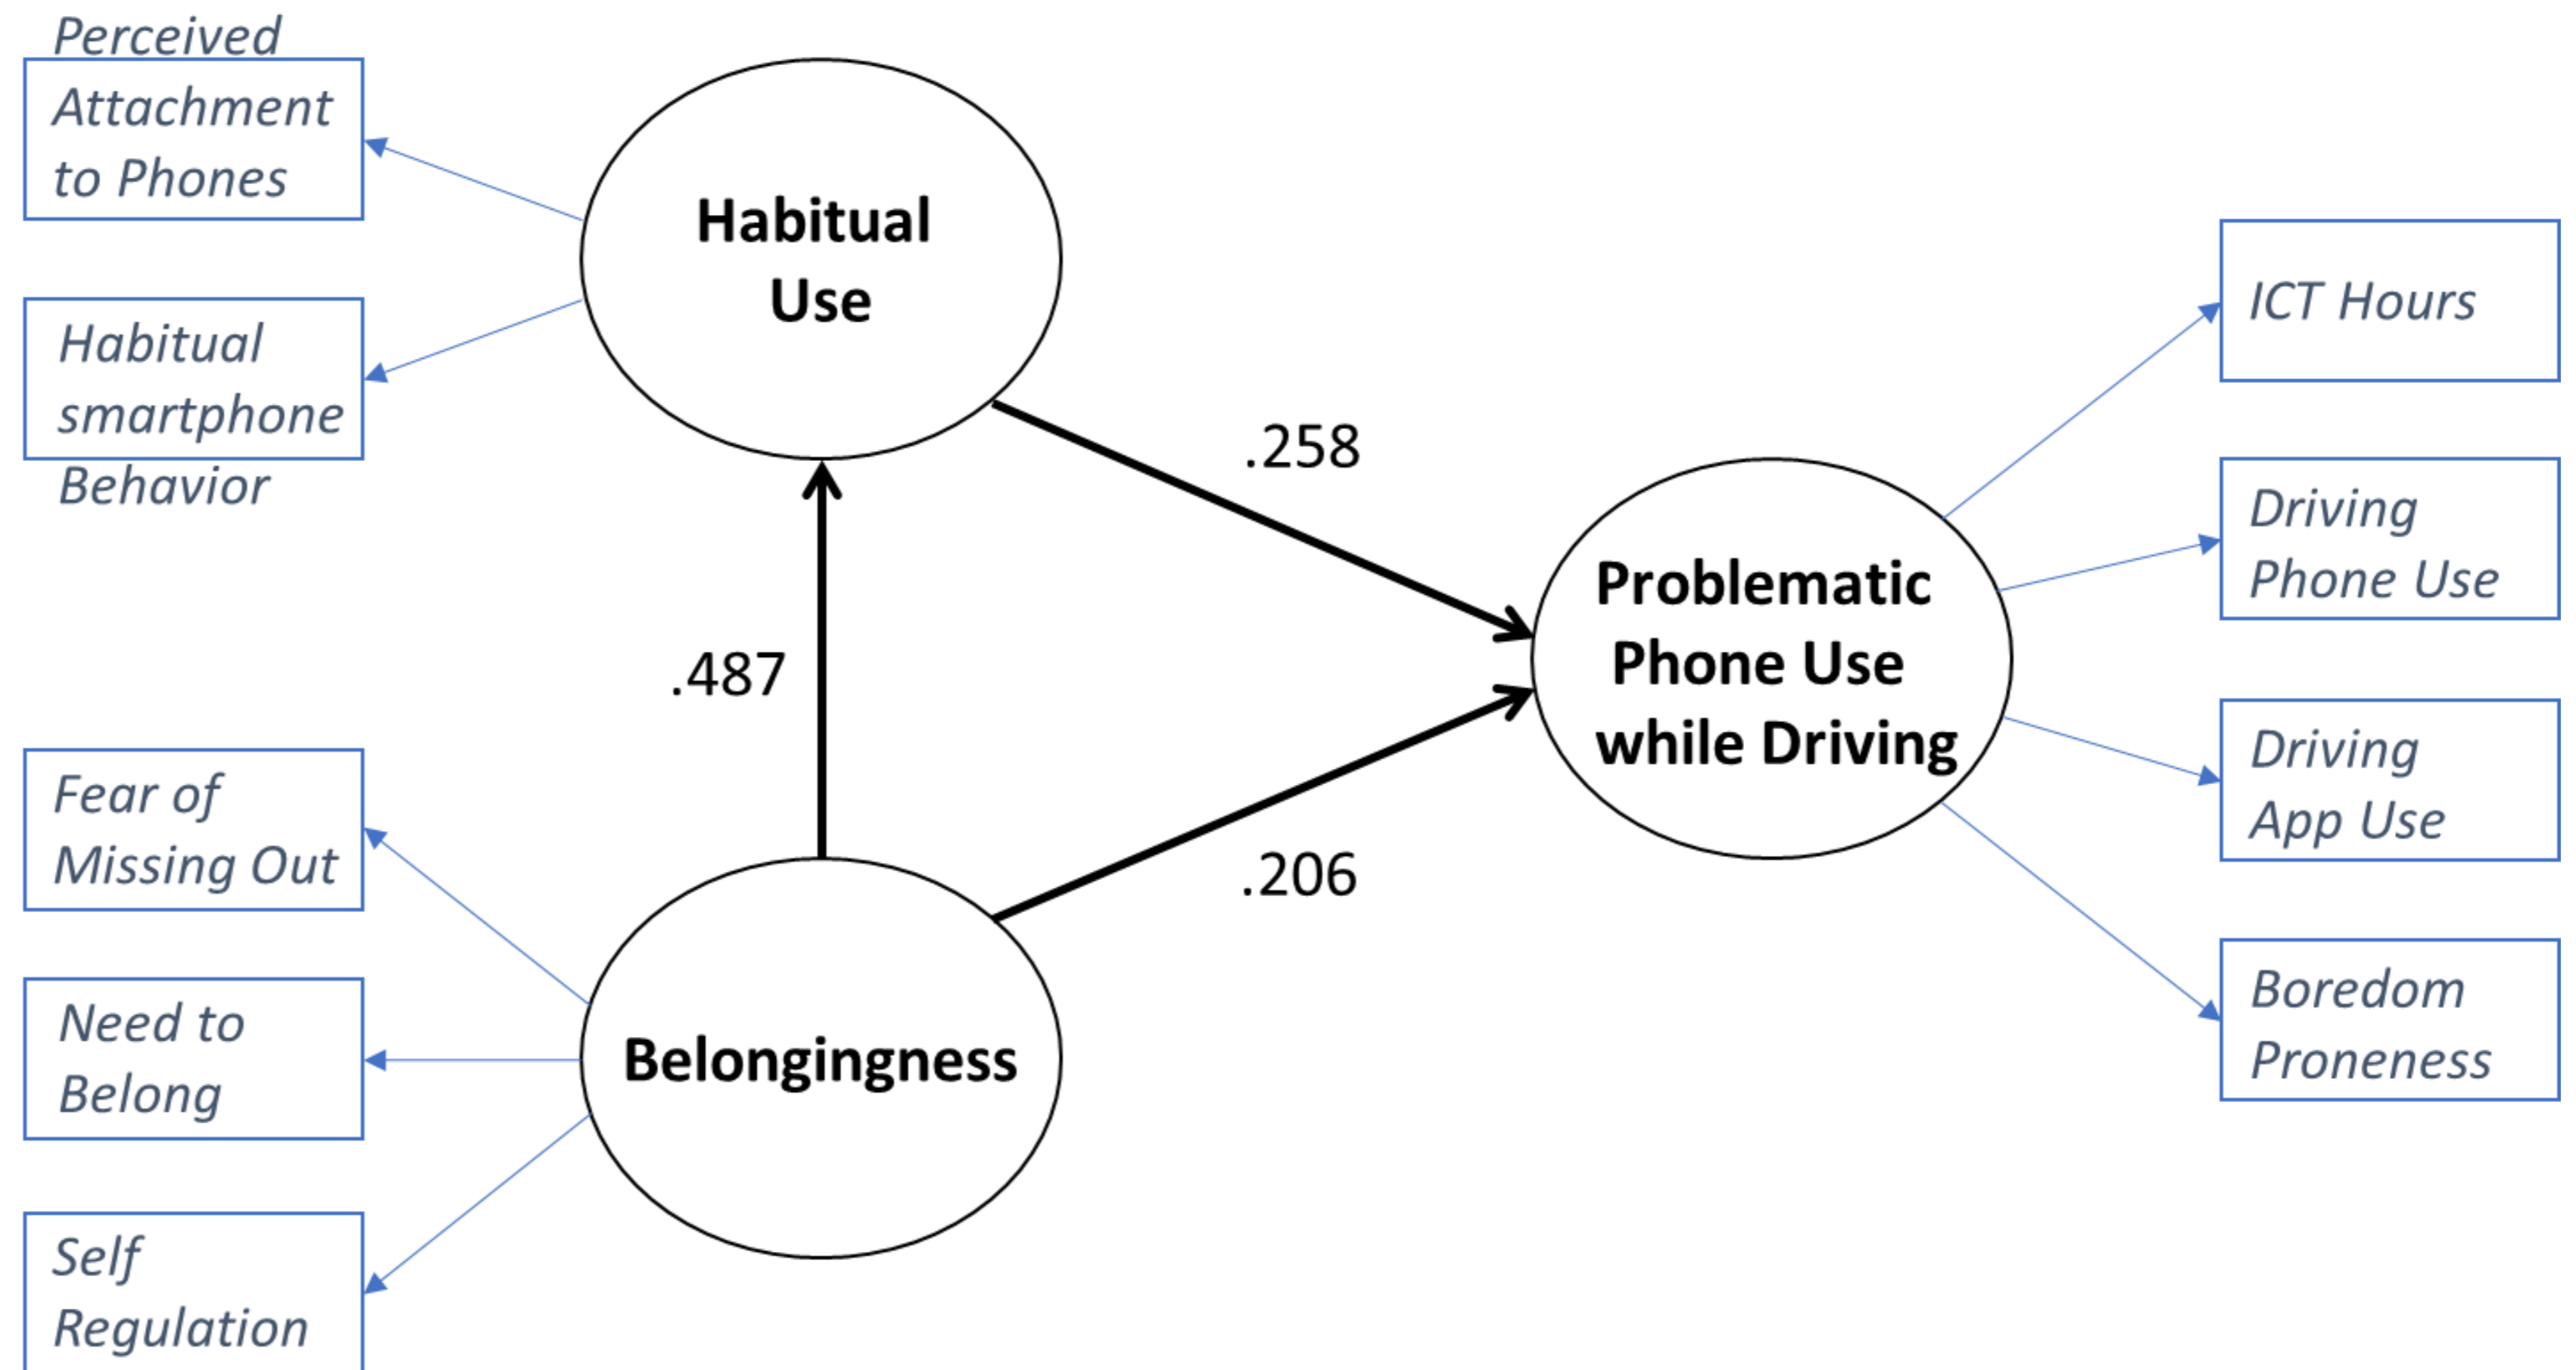 Perceived
Attachment
to Phones
Habitual
smartphone
Behavior
Habitual
Use
.258
.487
.206
Problematic
Phone Use
while Driving
ICT Hours
Driving
Phone Use
Driving
App Use
Boredom
Proneness
Fear of
Missing Out
Need to
Belong
Self
Regulation
Belongingness